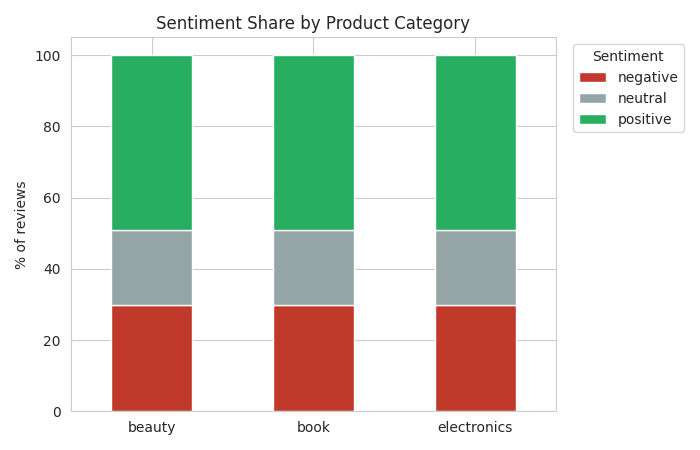 Sentiment Share by Product Category
Sentiment
negative
neutral
positive
% of reviews
100
80
60
40
20
0
beauty
book
electronics